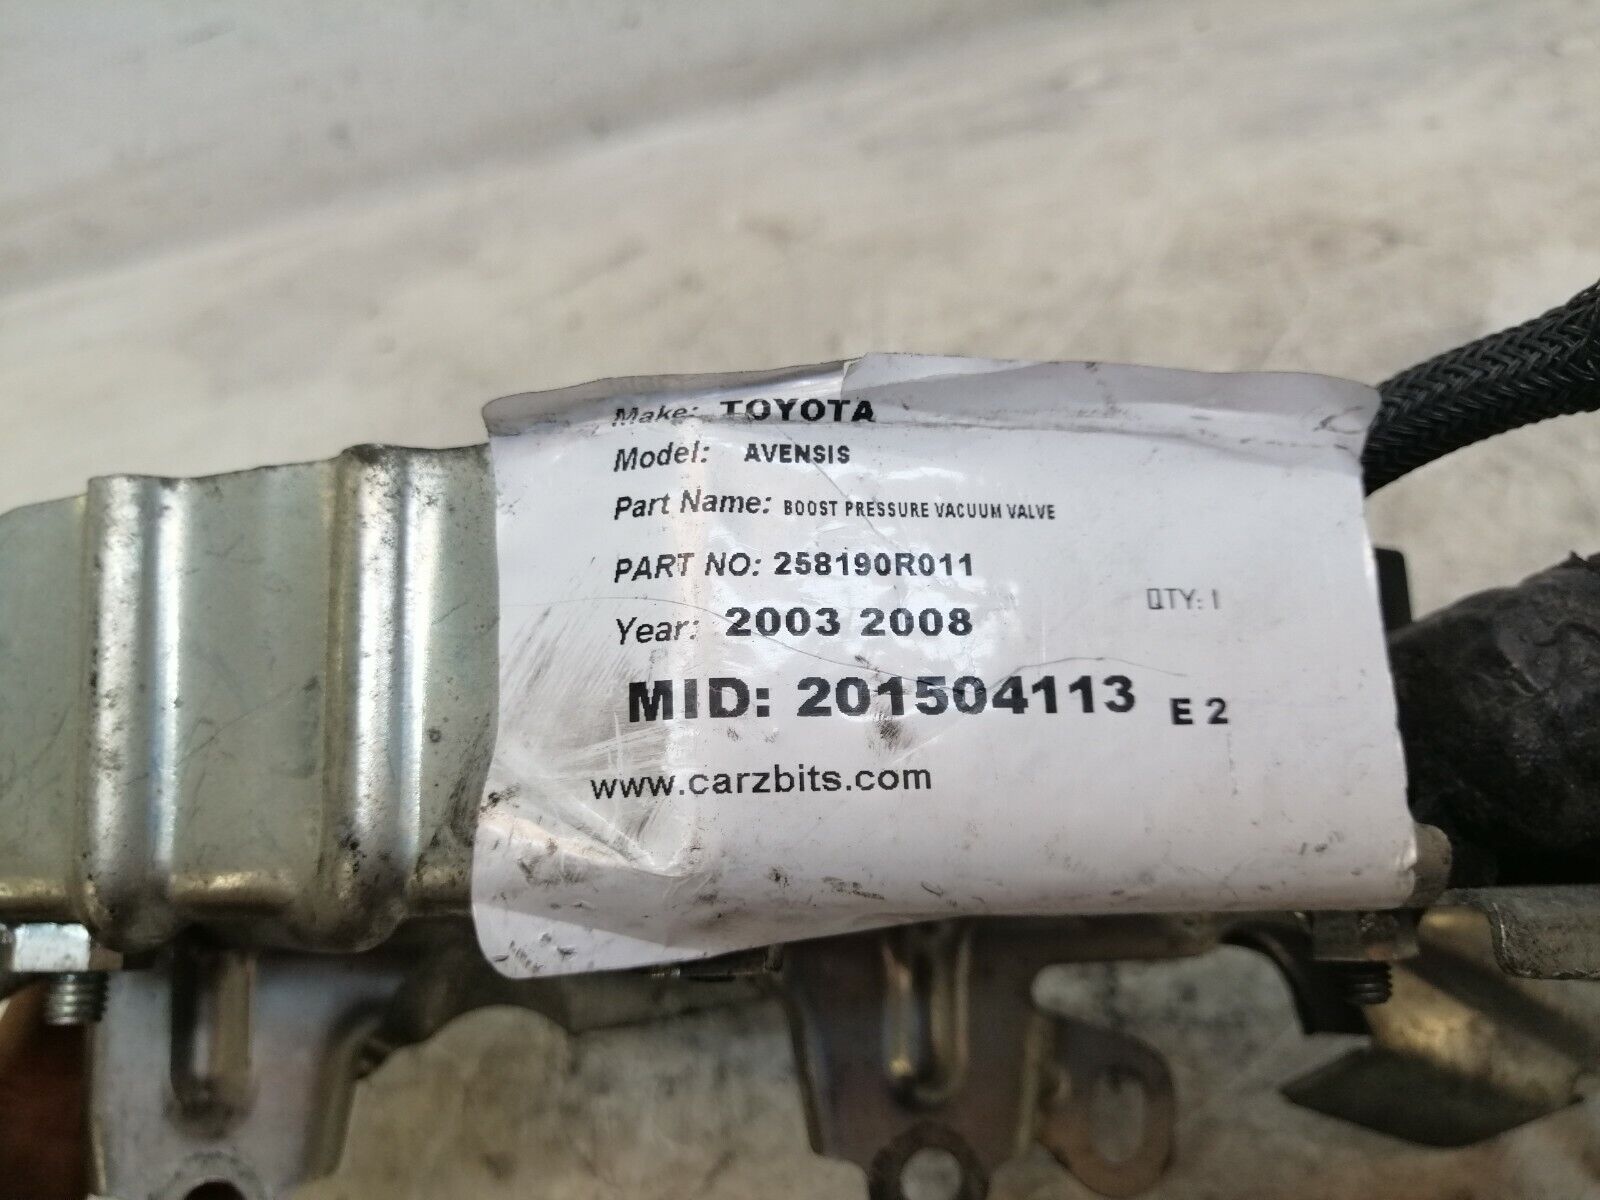 Make: TOYOTA
Model: AVENSIS
Part Name: BOOST PRESSURE VACUUM VALVE
PART NO: 258190R011
QTY: 1
Year: 2003 2008
MID: 201504113 E 2
www.carzbits.com